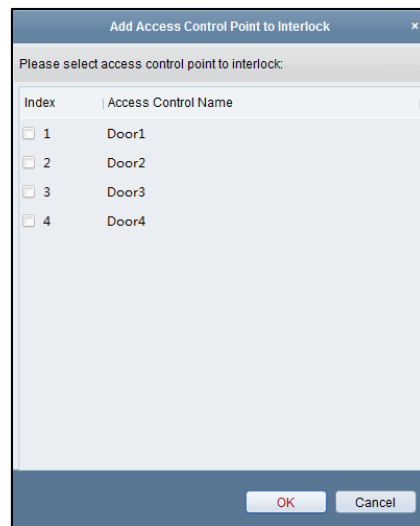 Add Access Control Point to Interlock ×
Please select access control point to interlock:
Index Access Control Name
1 Door1
2 Door2
3 Door3
4 Door4
OK Cancel